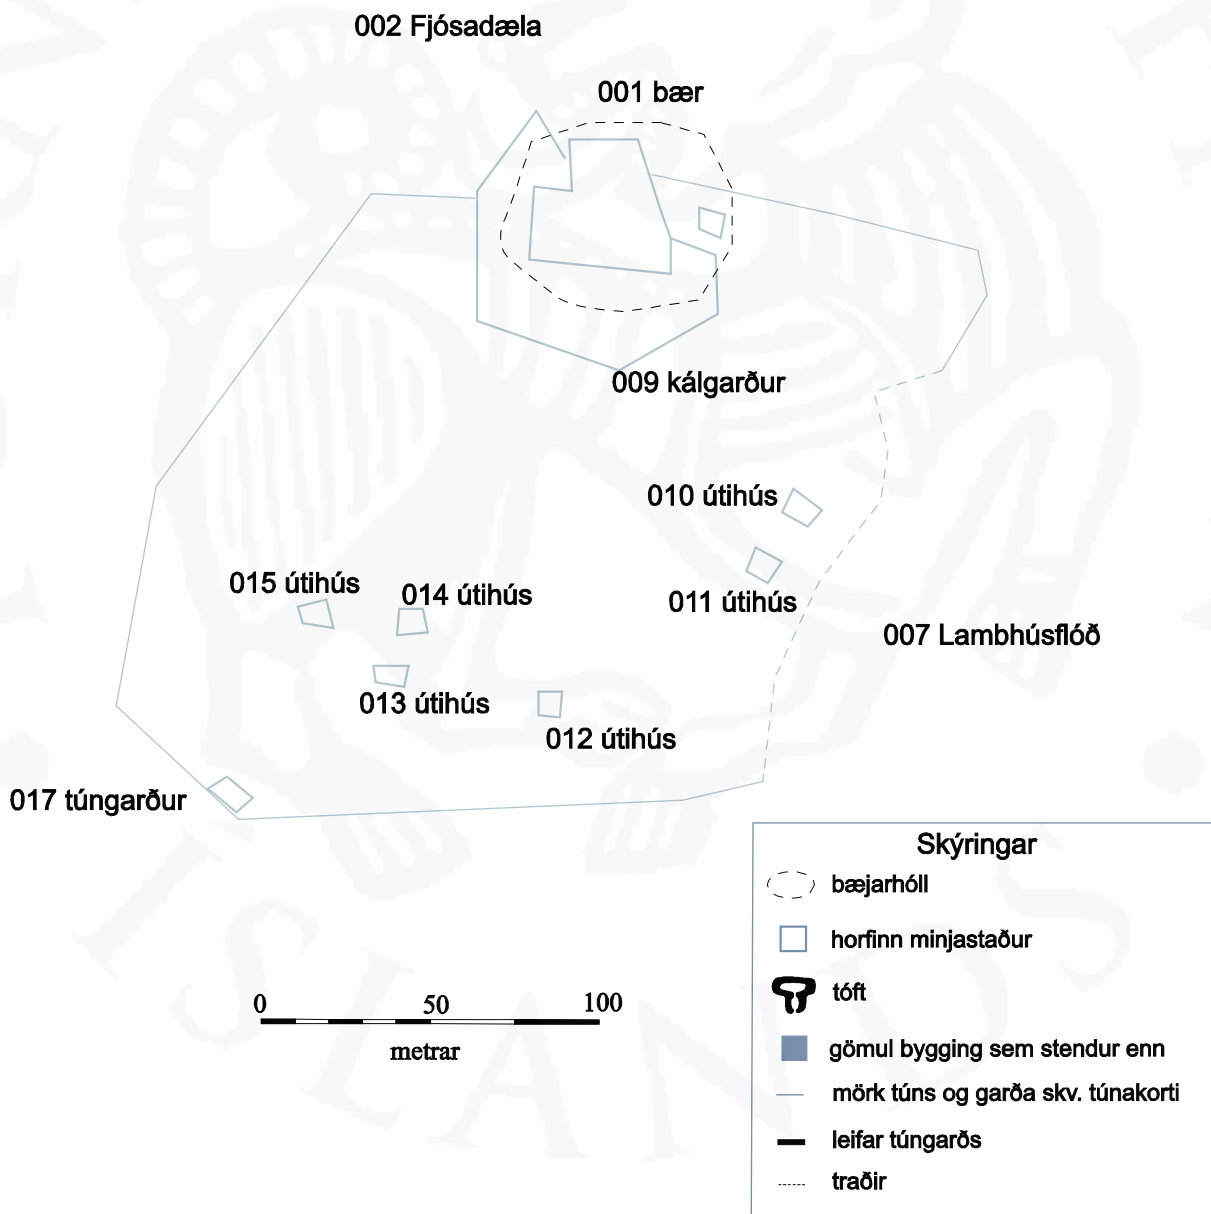 002 Fjósadæla
001 bær
009 kálgarður
010 útihús
015 útihús
014 útihús
011 útihús
007 Lambhúsflóð
013 útihús
012 útihús
017 túngarður
Skýringar
bæjarhóll
horfinn minjastaður
tóft
gömul bygging sem stendur enn
mörk túns og garða skv. túnakorti
leifar túngarðs
traðir
0 50 100
metrar
ISLANDS